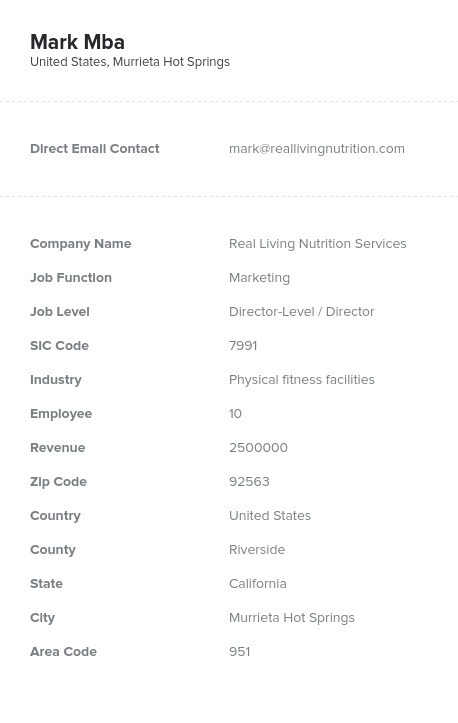 Mark Mba
United States, Murrieta Hot Springs
Direct Email Contact mark@reallivingnutrition.com
Company Name Real Living Nutrition Services
Job Function Marketing
Job Level Director-Level / Director
SIC Code 7991
Industry Physical fitness facilities
Employee 10
Revenue 2500000
Zip Code 92563
Country United States
County Riverside
State California
City Murrieta Hot Springs
Area Code 951